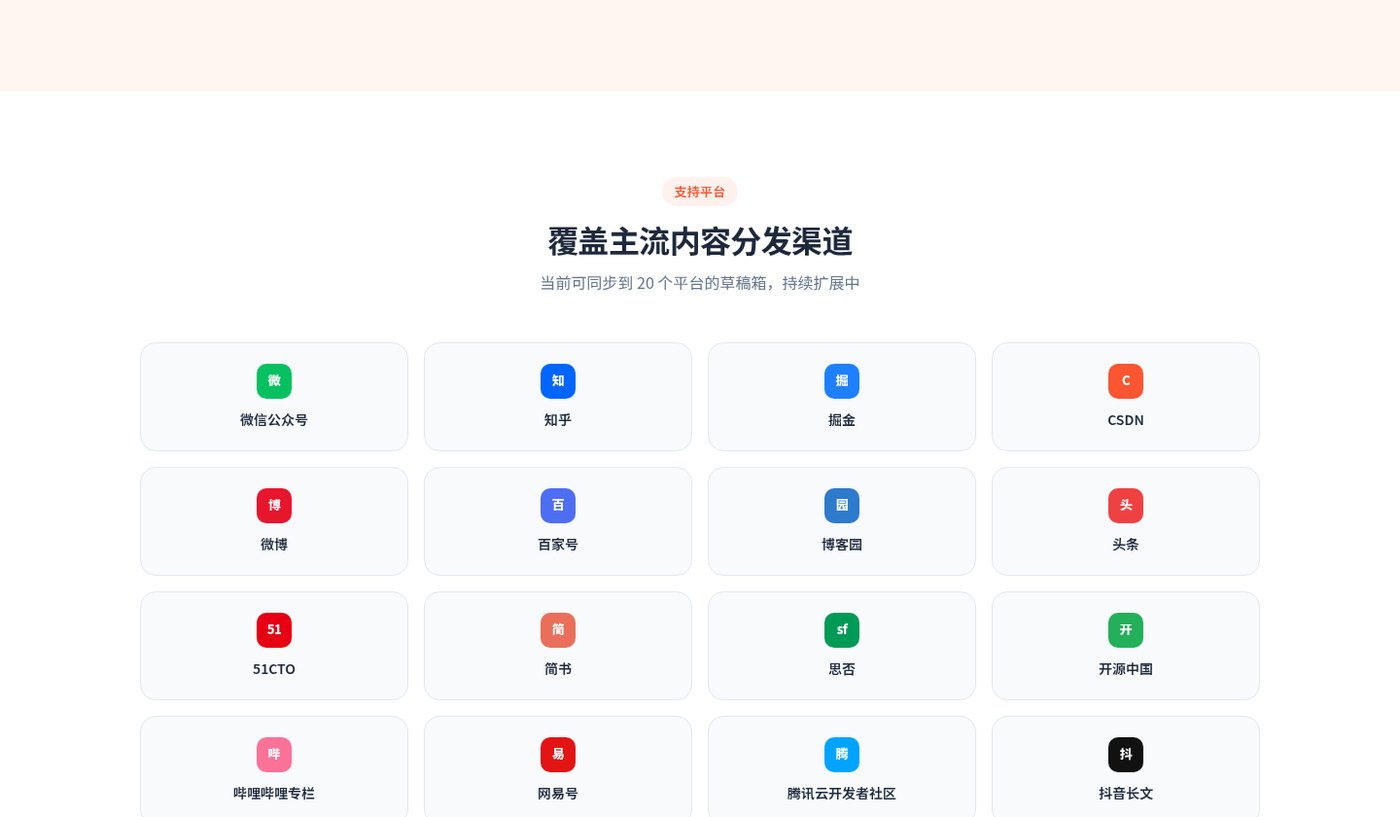 支持平台
覆盖主流内容分发渠道
当前可同步到 20 个平台的草稿箱，持续扩展中
微
知
掘
C
微信公众号
知乎
掘金
CSDN
博
百
园
头
微博
百家号
博客园
头条
51
简
sf
开
51CTO
简书
思否
开源中国
哔
易
腾
抖
哔哩哔哩专栏
网易号
腾讯云开发者社区
抖音长文